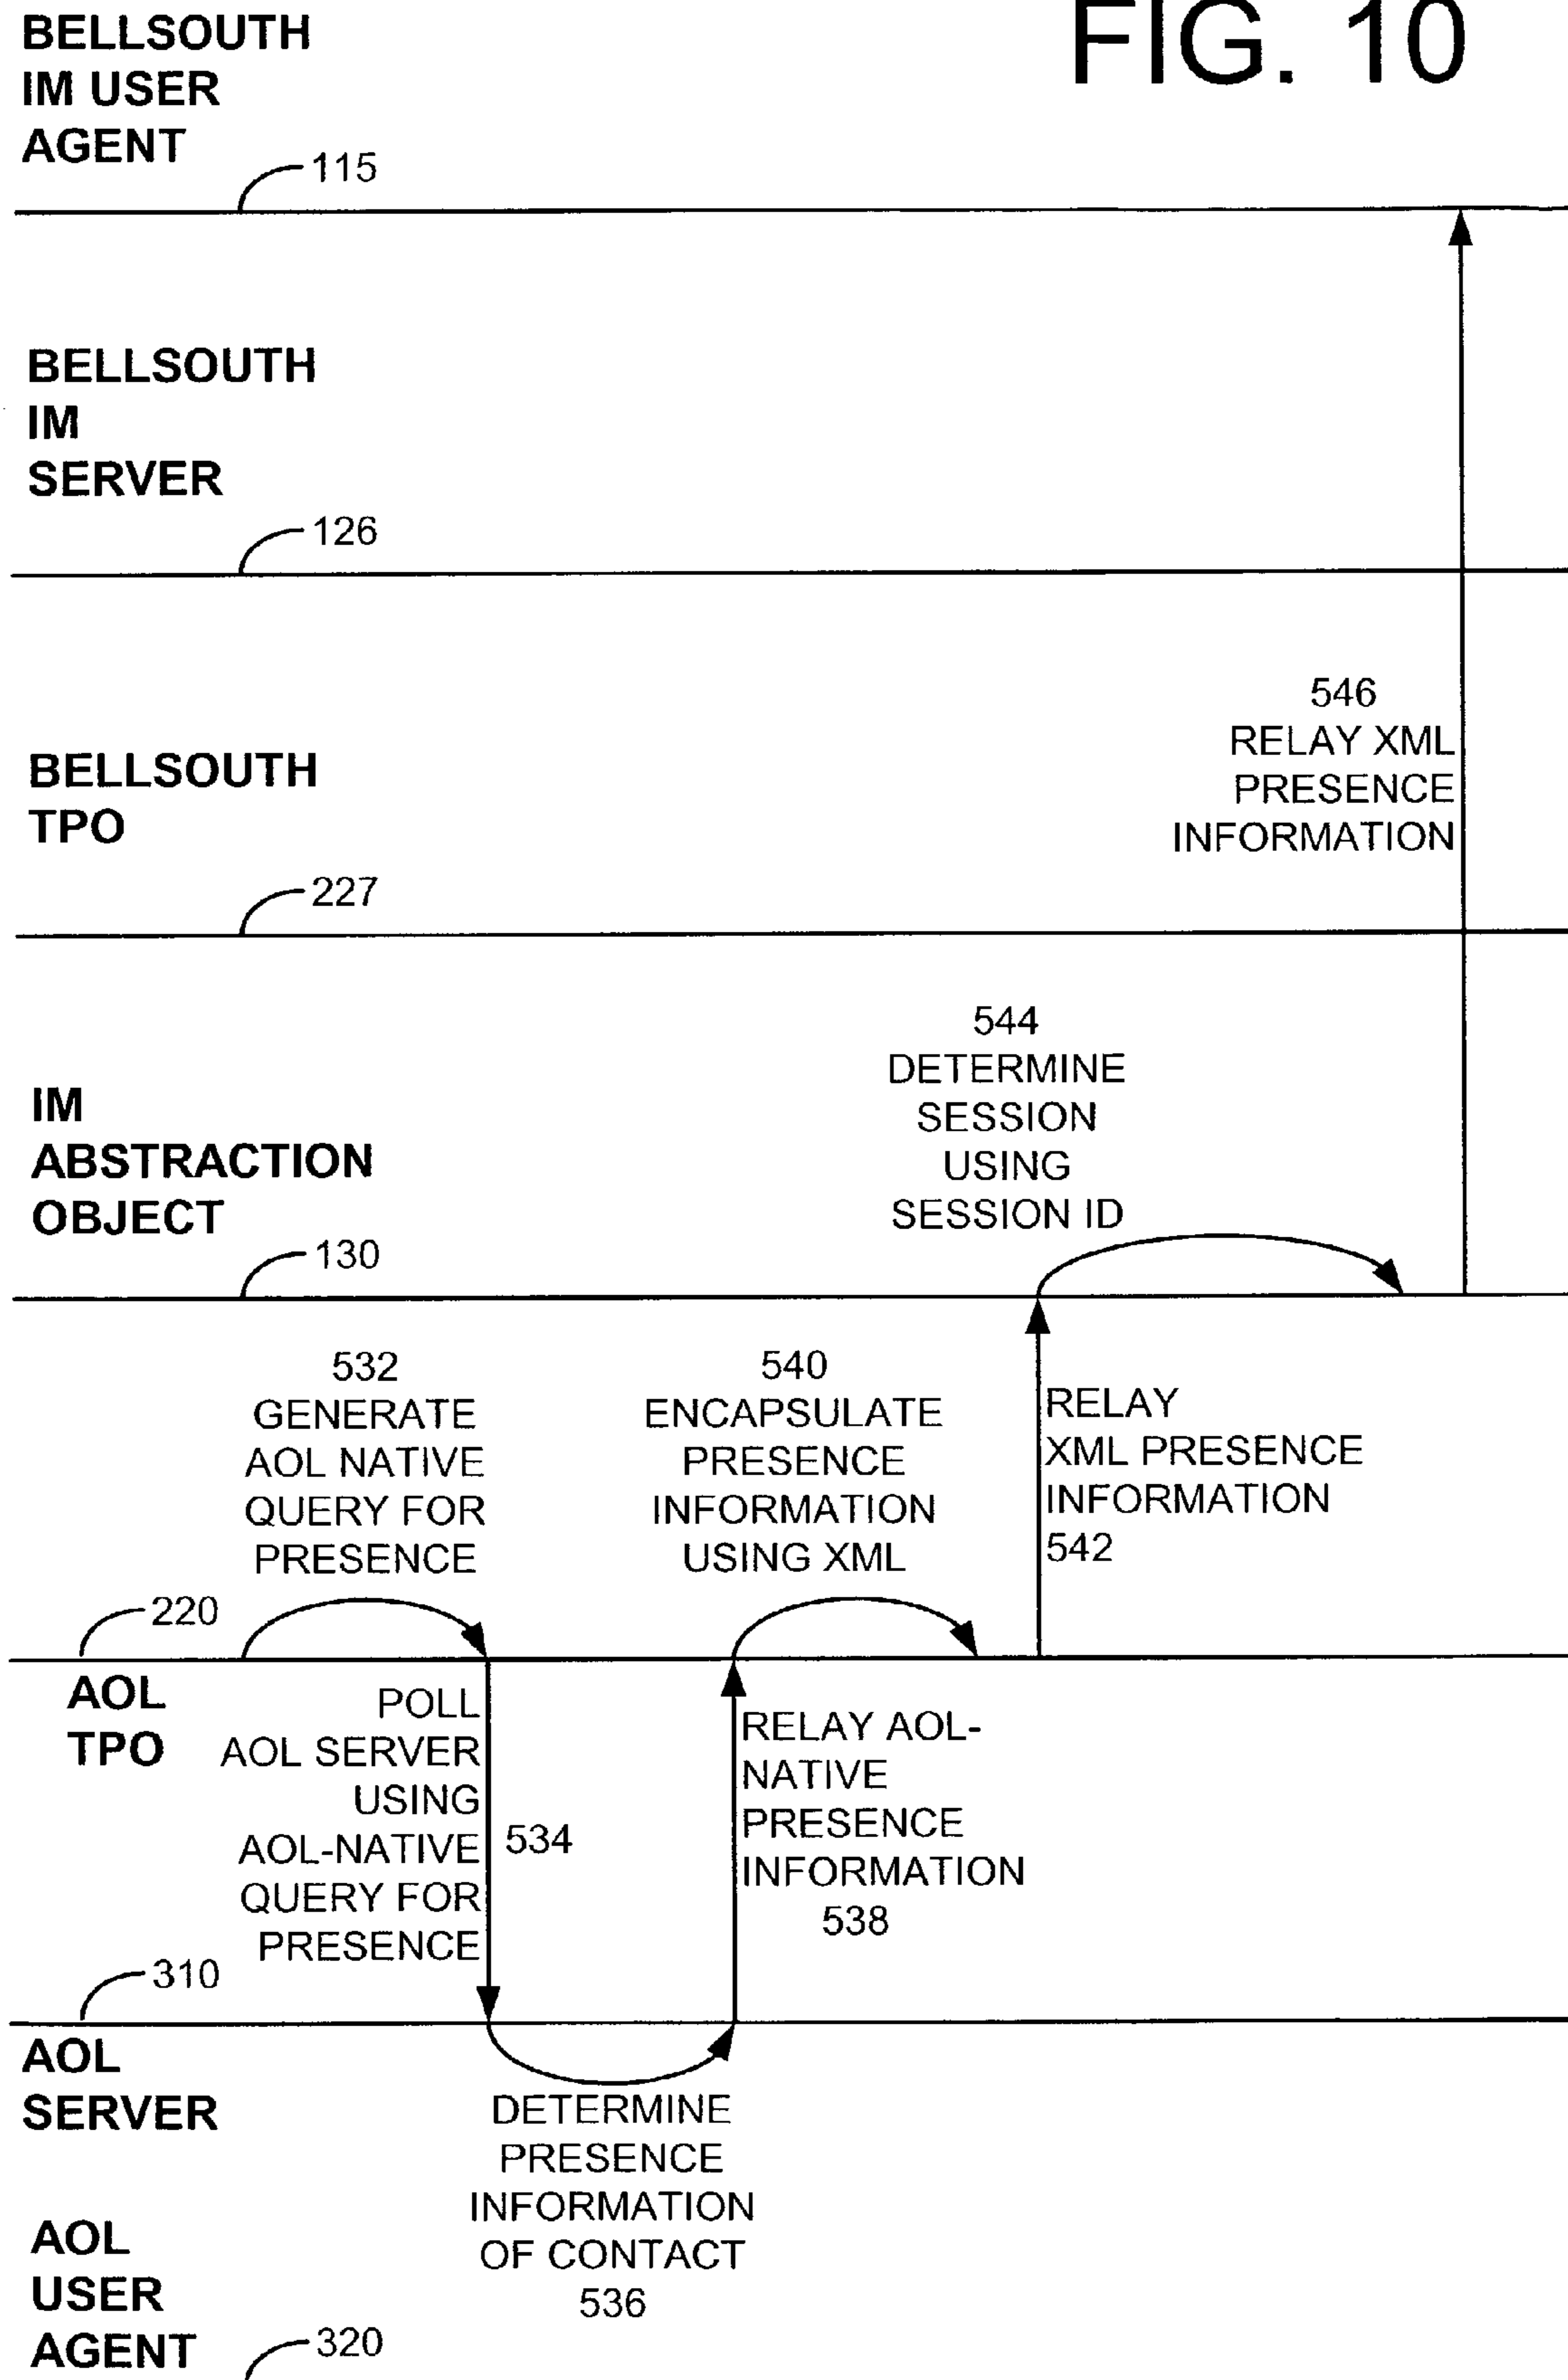 FIG. 10
BELLSOUTH
IM USER
AGENT
115
BELLSOUTH
IM
SERVER
126
BELLSOUTH
TPO
227
546
RELAY XML
PRESENCE
INFORMATION
IM
ABSTRACTION
OBJECT
130
544
DETERMINE
SESSION
USING
SESSION ID
532
GENERATE
AOL NATIVE
QUERY FOR
PRESENCE
540
ENCAPSULATE
PRESENCE
INFORMATION
USING XML
RELAY
XML PRESENCE
INFORMATION
542
220
AOL
TPO
POLL
AOL SERVER
USING
AOL-NATIVE
QUERY FOR
PRESENCE
534
RELAY AOL-
NATIVE
PRESENCE
INFORMATION
538
310
AOL
SERVER
DETERMINE
PRESENCE
INFORMATION
OF CONTACT
536
AOL
USER
AGENT
320